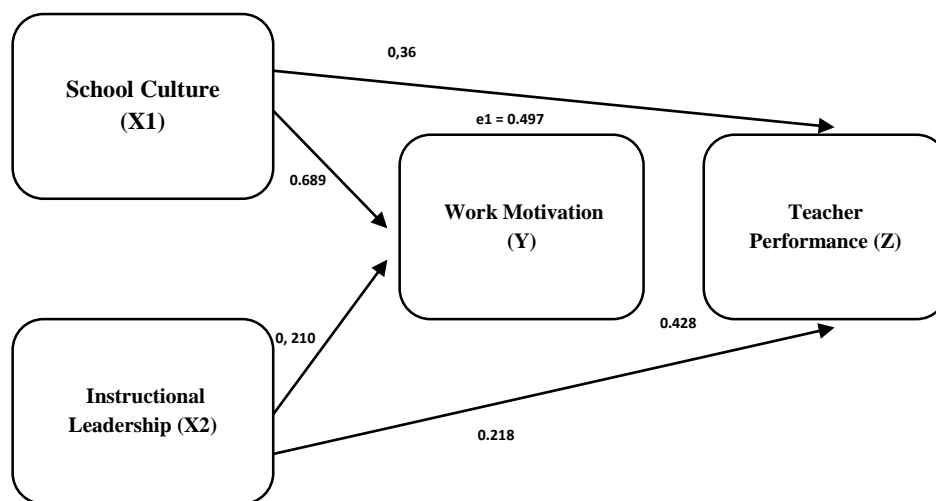 0,36
School Culture
(X1)
e1 = 0.497
0.689
Work Motivation
(Y)
Teacher
Performance (Z)
0, 210
0.428
Instructional
Leadership (X2)
0.218